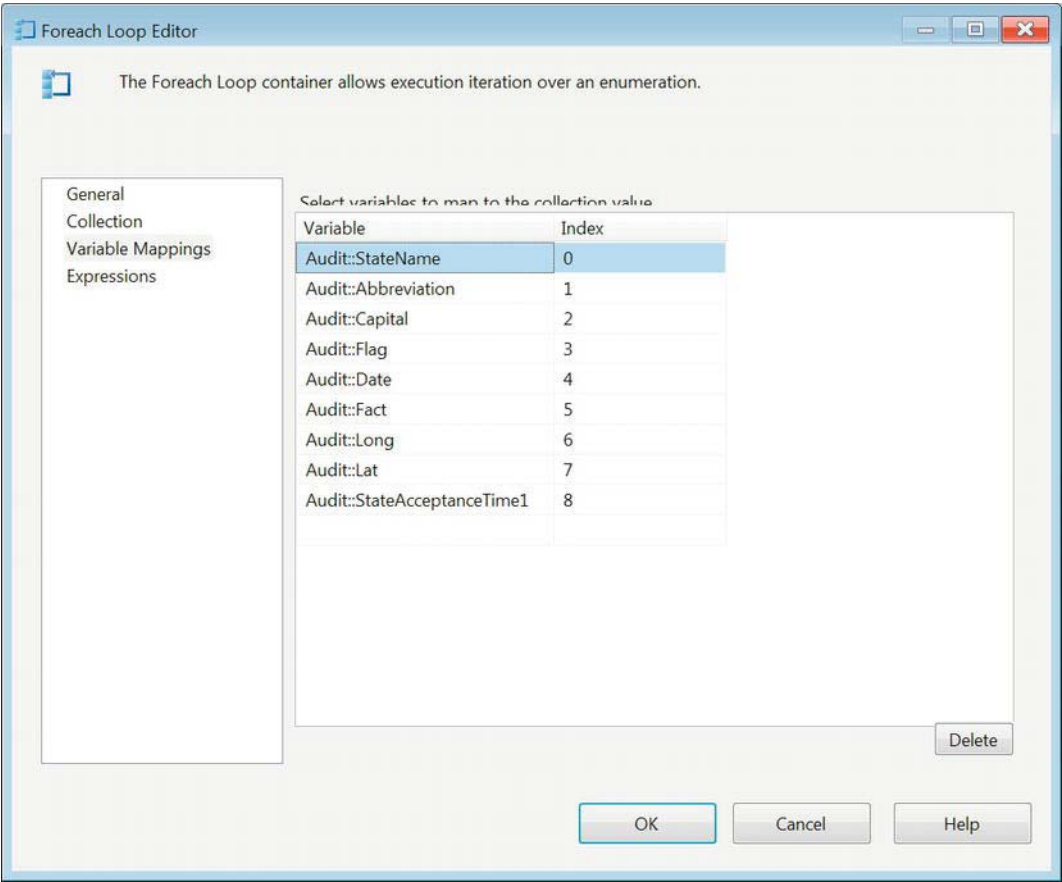 Foreach Loop Editor
The Foreach Loop container allows execution iteration over an enumeration.
General
Collection
Variable Mappings
Expressions
Select variables to map to the collection value
Variable Index
Audit::StateName 0
Audit::Abbreviation 1
Audit::Capital 2
Audit::Flag 3
Audit::Date 4
Audit::Fact 5
Audit::Long 6
Audit::Lat 7
Audit::StateAcceptanceTime1 8
Delete
OK Cancel Help